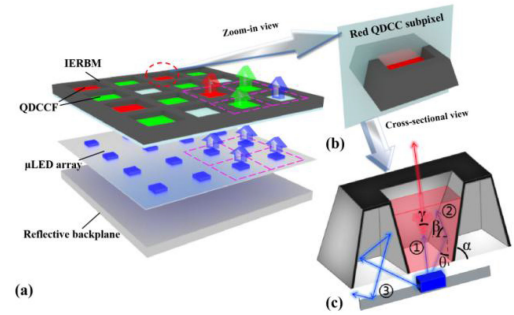 Zoom-in view
Red QDCC subpixel
IERBM
QDCCF
(b)
Cross-sectional view
μLED array
Reflective backplane
γ
②
β
①
θ
α
③
(a)
(c)